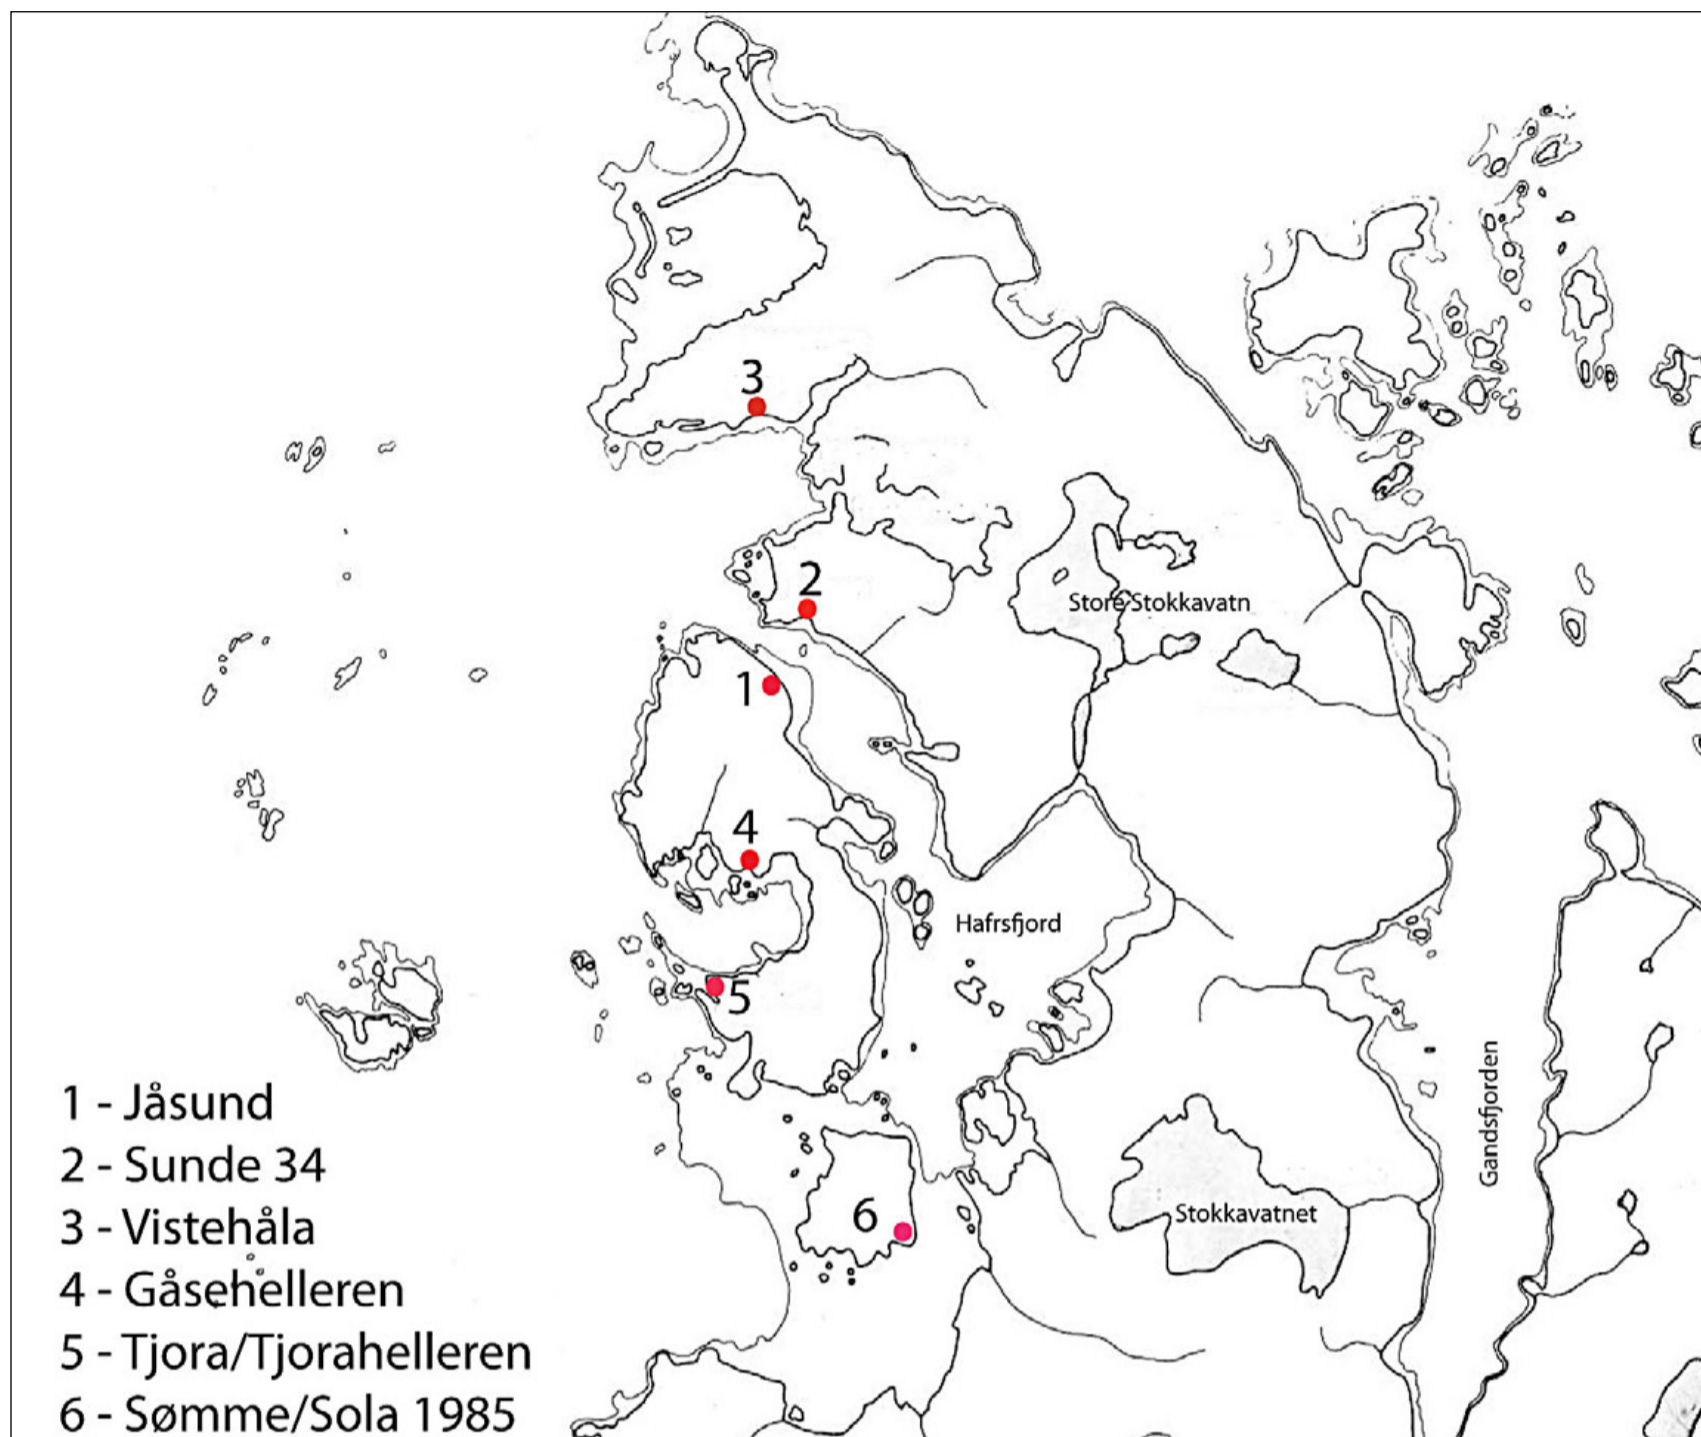 3
2
Store Stokkavatn
1
4
Hafrsfjord
5
Gandsfjorden
6
Stokkavatnet
1 - Jåsund
2 - Sunde 34
3 - Vistehåla
4 - Gåsehelleren
5 - Tjora/Tjorahelleren
6 - Sømme/Sola 1985